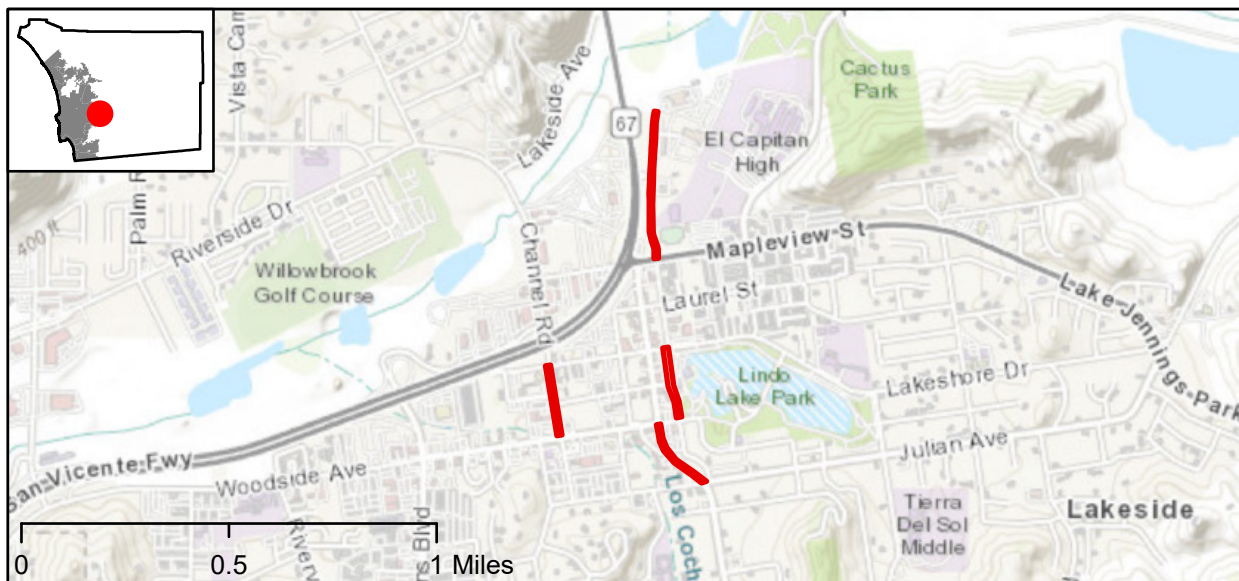 Vista Cam
Lakeside Ave
67
Cactus
Park
El Capitan
High
Palm R
Riverside Dr
400 ft
Channel Rd
Mapleview St
Willowbrook
Golf Course
Laurel St
Lake Jennings Park
Lindo
Lake Park
Lakeshore Dr
Julian Ave
San Vicente Fwy
Woodside Ave
Los Coch
Tierra
Del Sol
Middle
Lakeside
Riverv
rs Blvd
0 0.5 1 Miles